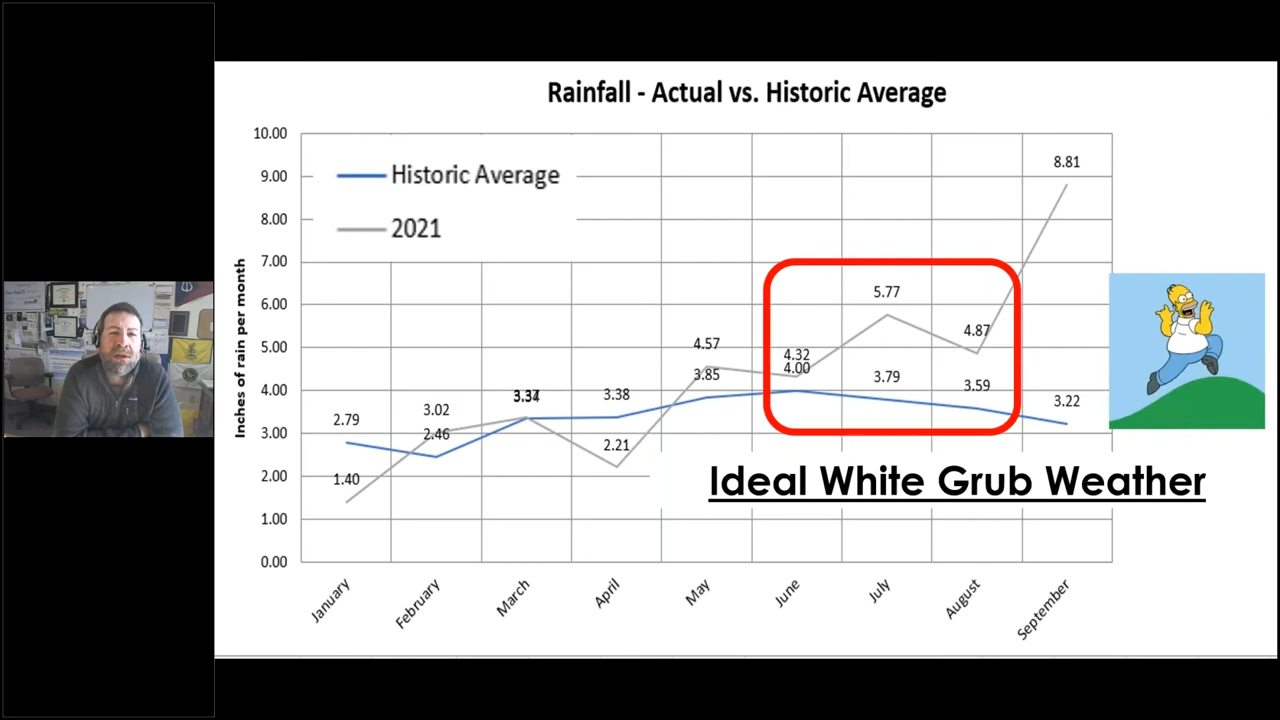 Rainfall - Actual vs. Historic Average
10.00
9.00
8.00
7.00
6.00
5.00
4.00
3.00
2.00
1.00
0.00
Inches of rain per month
Historic Average
2021
2.79
1.40
3.02
2.46
3.38
2.21
4.57
3.85
4.32
4.00
5.77
3.79
4.87
3.59
8.81
3.22
Ideal White Grub Weather
January
February
March
April
May
June
July
August
September